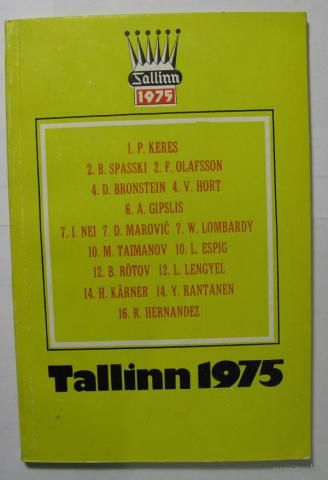 Tallinn
1975
1. P. KERES
2. B. SPASSKI 2. F. OLAFSSON
4. D. BRONSTEIN 4. V. HORT
6. A. GIPSLIS
7. I. NEI 7. D. MAROVIČ 7. W. LOMBARDY
10. M. TAIMANOV 10. L. ESPIG
12. B. RÕTOV 12. L. LENGYEL
14. H. KÄRNER 14. Y. RANTANEN
16. R. HERNANDEZ
Tallinn 1975